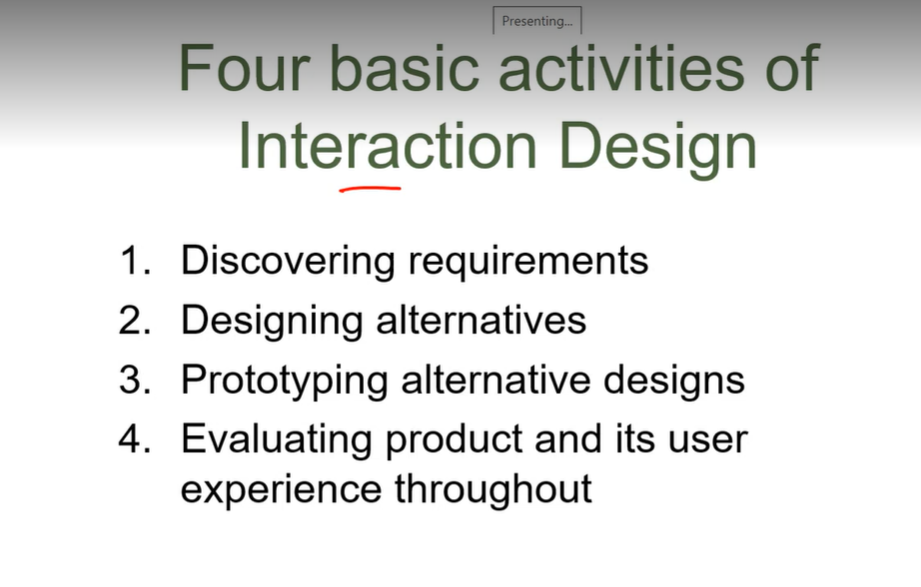 Presenting...
Four basic activities of
Interaction Design
1. Discovering requirements
2. Designing alternatives
3. Prototyping alternative designs
4. Evaluating product and its user
experience throughout